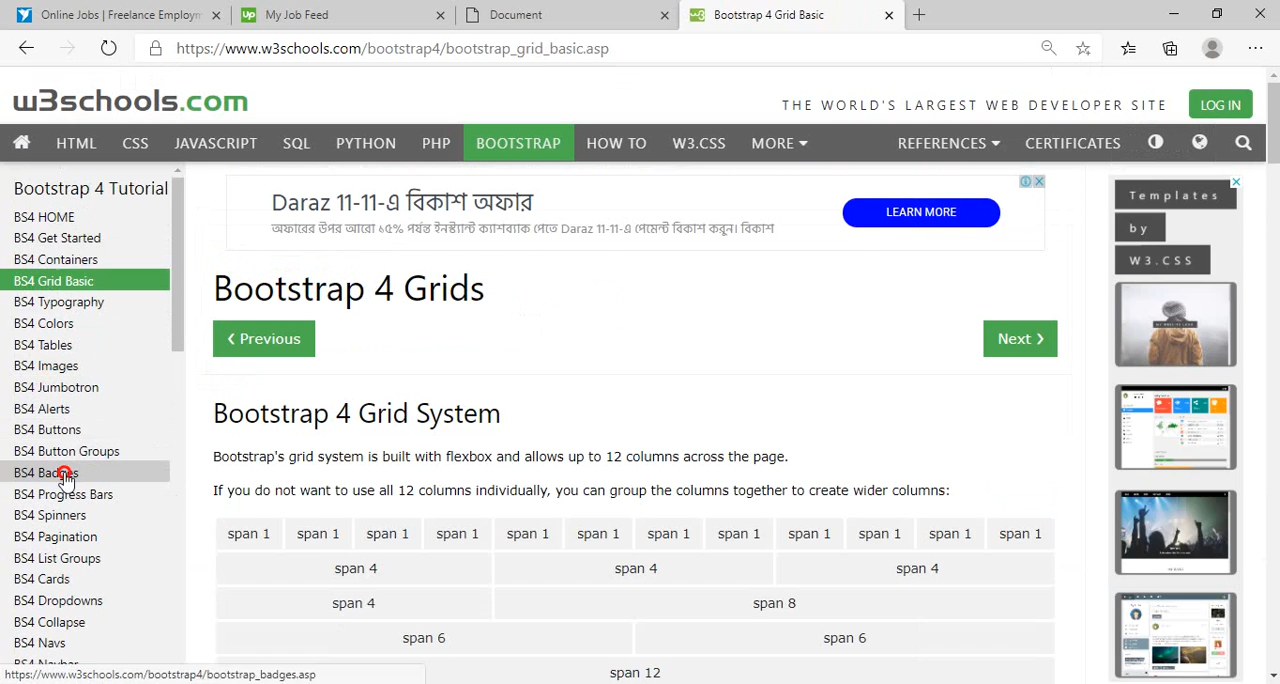 Online Jobs | Freelance Employm
My Job Feed
Document
Bootstrap 4 Grid Basic
https://www.w3schools.com/bootstrap4/bootstrap_grid_basic.asp
w3schools.com
THE WORLD'S LARGEST WEB DEVELOPER SITE
LOG IN
HTML CSS JAVASCRIPT SQL PYTHON PHP BOOTSTRAP HOW TO W3.CSS MORE REFERENCES CERTIFICATES
Bootstrap 4 Tutorial
BS4 HOME
BS4 Get Started
BS4 Containers
BS4 Grid Basic
BS4 Typography
BS4 Colors
BS4 Tables
BS4 Images
BS4 Jumbotron
BS4 Alerts
BS4 Buttons
BS4 Button Groups
BS4 Badges
BS4 Progress Bars
BS4 Spinners
BS4 Pagination
BS4 List Groups
BS4 Cards
BS4 Dropdowns
BS4 Collapse
BS4 Navs
BS4 Navbar
Daraz 11-11-এ বিকাশ অফার
অফারের উপর আরো ১৫% পর্যন্ত ইনস্ট্যান্ট ক্যাশব্যাক পেতে Daraz 11-11-এ পেমেন্ট বিকাশ করুন। বিকাশ
LEARN MORE
Bootstrap 4 Grids
❮ Previous
Next ❯
Bootstrap 4 Grid System
Bootstrap's grid system is built with flexbox and allows up to 12 columns across the page.
If you do not want to use all 12 columns individually, you can group the columns together to create wider columns:
span 1 span 1 span 1 span 1 span 1 span 1 span 1 span 1 span 1 span 1 span 1 span 1
span 4 span 4 span 4
span 4 span 8
span 6 span 6
span 12
Templates
by
W3.CSS
https://www.w3schools.com/bootstrap4/bootstrap_badges.asp